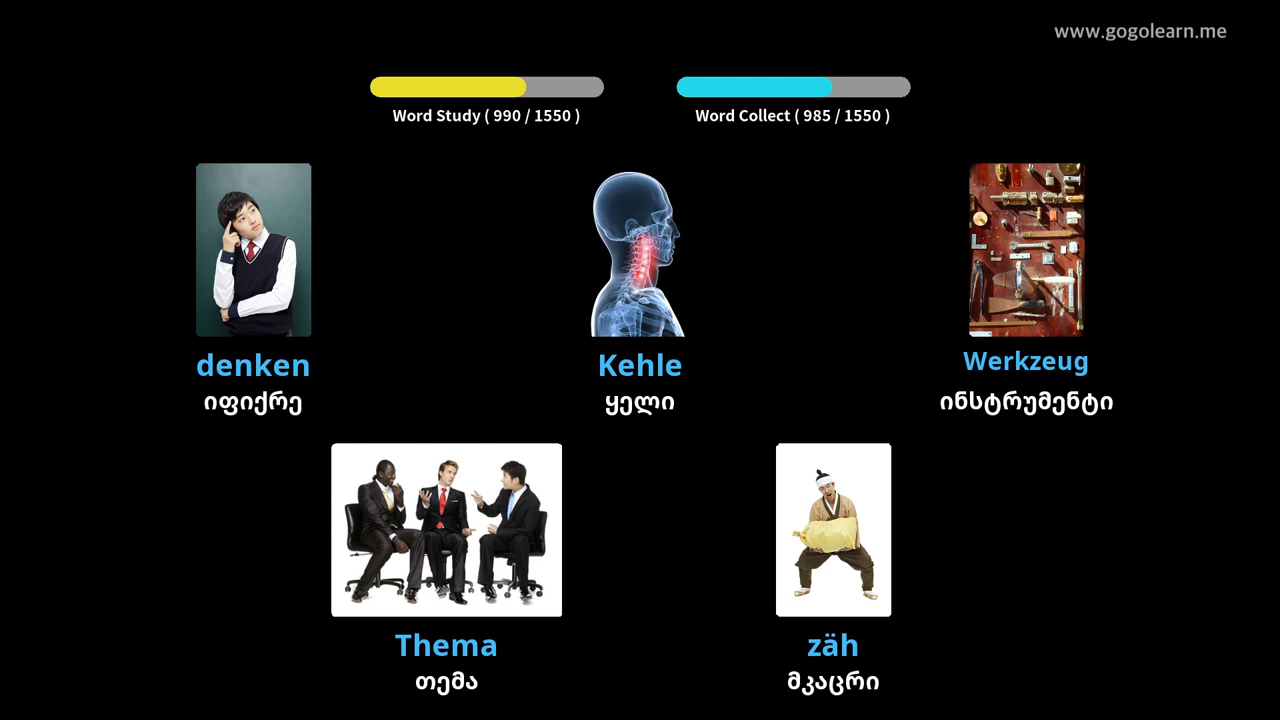 www.gogolearn.me
Word Study ( 990 / 1550 )
Word Collect ( 985 / 1550 )
denken
იფიქრე
Kehle
ყელი
Werkzeug
ინსტრუმენტი
Thema
თემა
zäh
მკაცრი